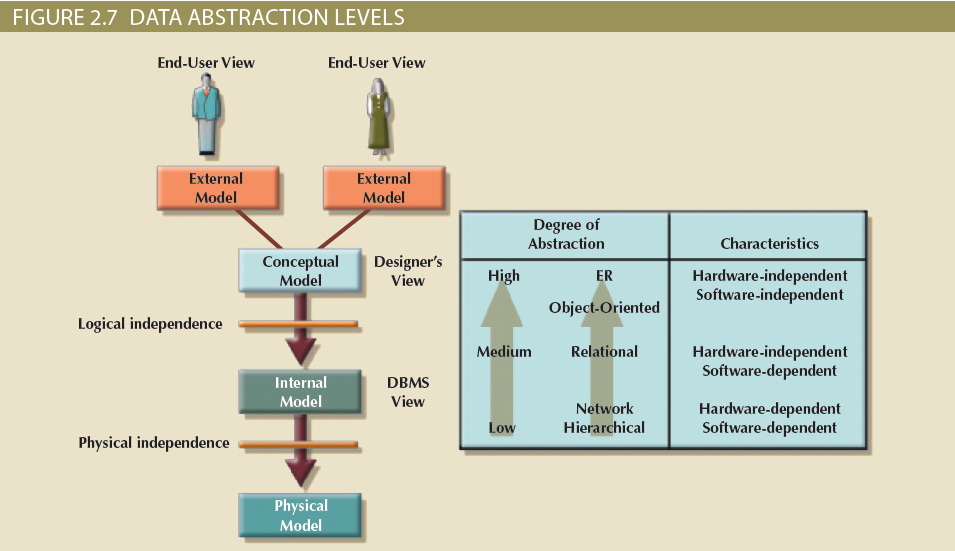 FIGURE 2.7 DATA ABSTRACTION LEVELS
End-User View
End-User View
External
Model
External
Model
Conceptual
Model
Designer's
View
Logical independence
Internal
Model
DBMS
View
Physical independence
Physical
Model
Degree of
Abstraction
Characteristics
High
ER
Hardware-independent
Software-independent
Object-Oriented
Medium
Relational
Hardware-independent
Software-dependent
Low
Network
Hierarchical
Hardware-dependent
Software-dependent